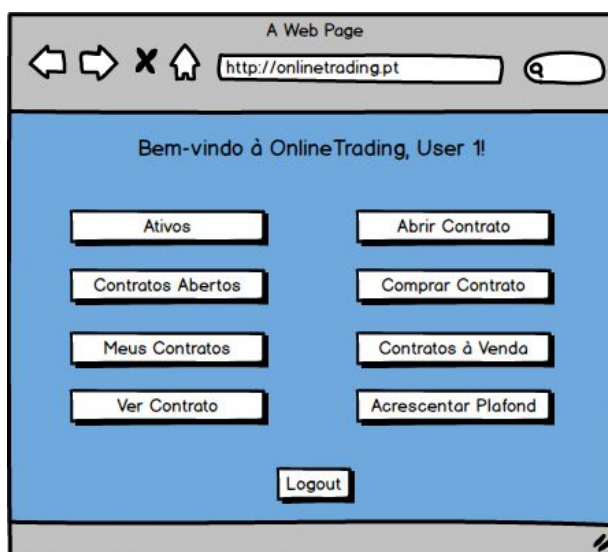 A Web Page
http://onlinetrading.pt
Bem-vindo à OnlineTrading, User 1!
Ativos
Abrir Contrato
Contratos Abertos
Comprar Contrato
Meus Contratos
Contratos à Venda
Ver Contrato
Acrescentar Plafond
Logout